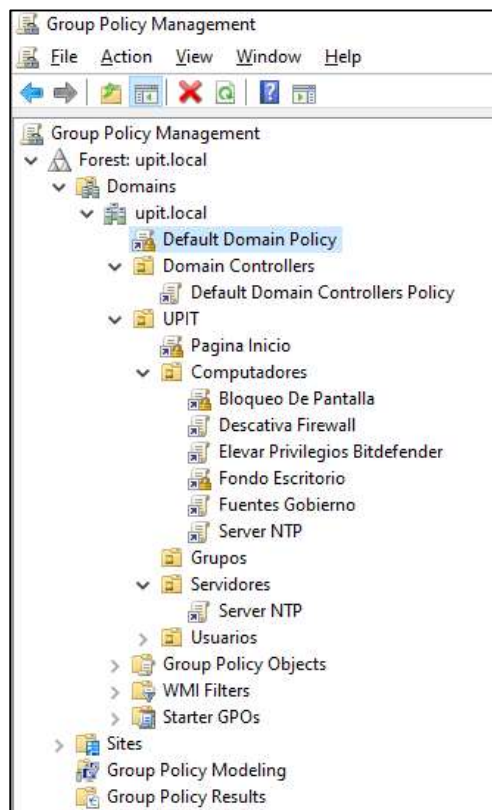 Group Policy Management
File Action View Window Help
Group Policy Management
Forest: upit.local
Domains
upit.local
Default Domain Policy
Domain Controllers
Default Domain Controllers Policy
UPIT
Pagina Inicio
Computadores
Bloqueo De Pantalla
Descativa Firewall
Elevar Privilegios Bitdefender
Fondo Escritorio
Fuentes Gobierno
Server NTP
Grupos
Servidores
Server NTP
Usuarios
Group Policy Objects
WMI Filters
Starter GPOs
Sites
Group Policy Modeling
Group Policy Results